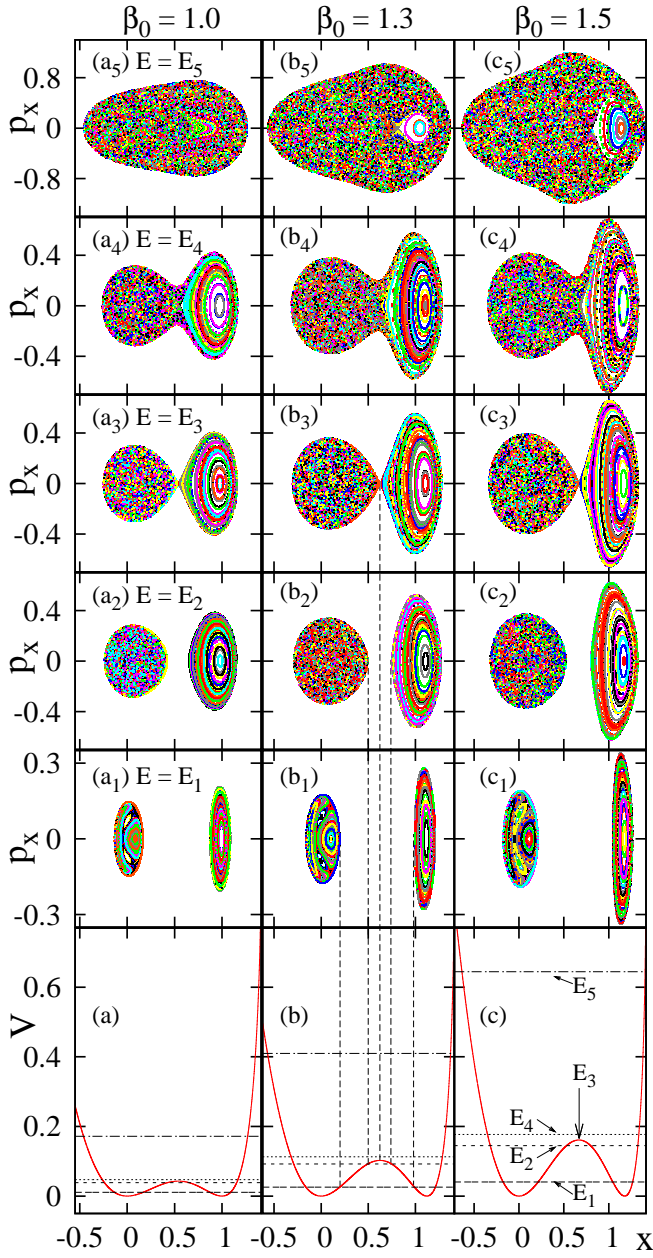 β₀ = 1.0 β₀ = 1.3 β₀ = 1.5
(a₅) E = E₅ (b₅) (c₅)
pₓ 0.8 0 -0.8
(a₄) E = E₄ (b₄) (c₄)
pₓ 0.4 0 -0.4
(a₃) E = E₃ (b₃) (c₃)
pₓ 0.4 0 -0.4
(a₂) E = E₂ (b₂) (c₂)
pₓ 0.4 0 -0.4
(a₁) E = E₁ (b₁) (c₁)
pₓ 0.3 0 -0.3
V 0.6 0.4 0.2 0
(a) (b) (c)
E₅
E₃
E₄
E₂
E₁
-0.5 0 0.5 1 -0.5 0 0.5 1 -0.5 0 0.5 1 x